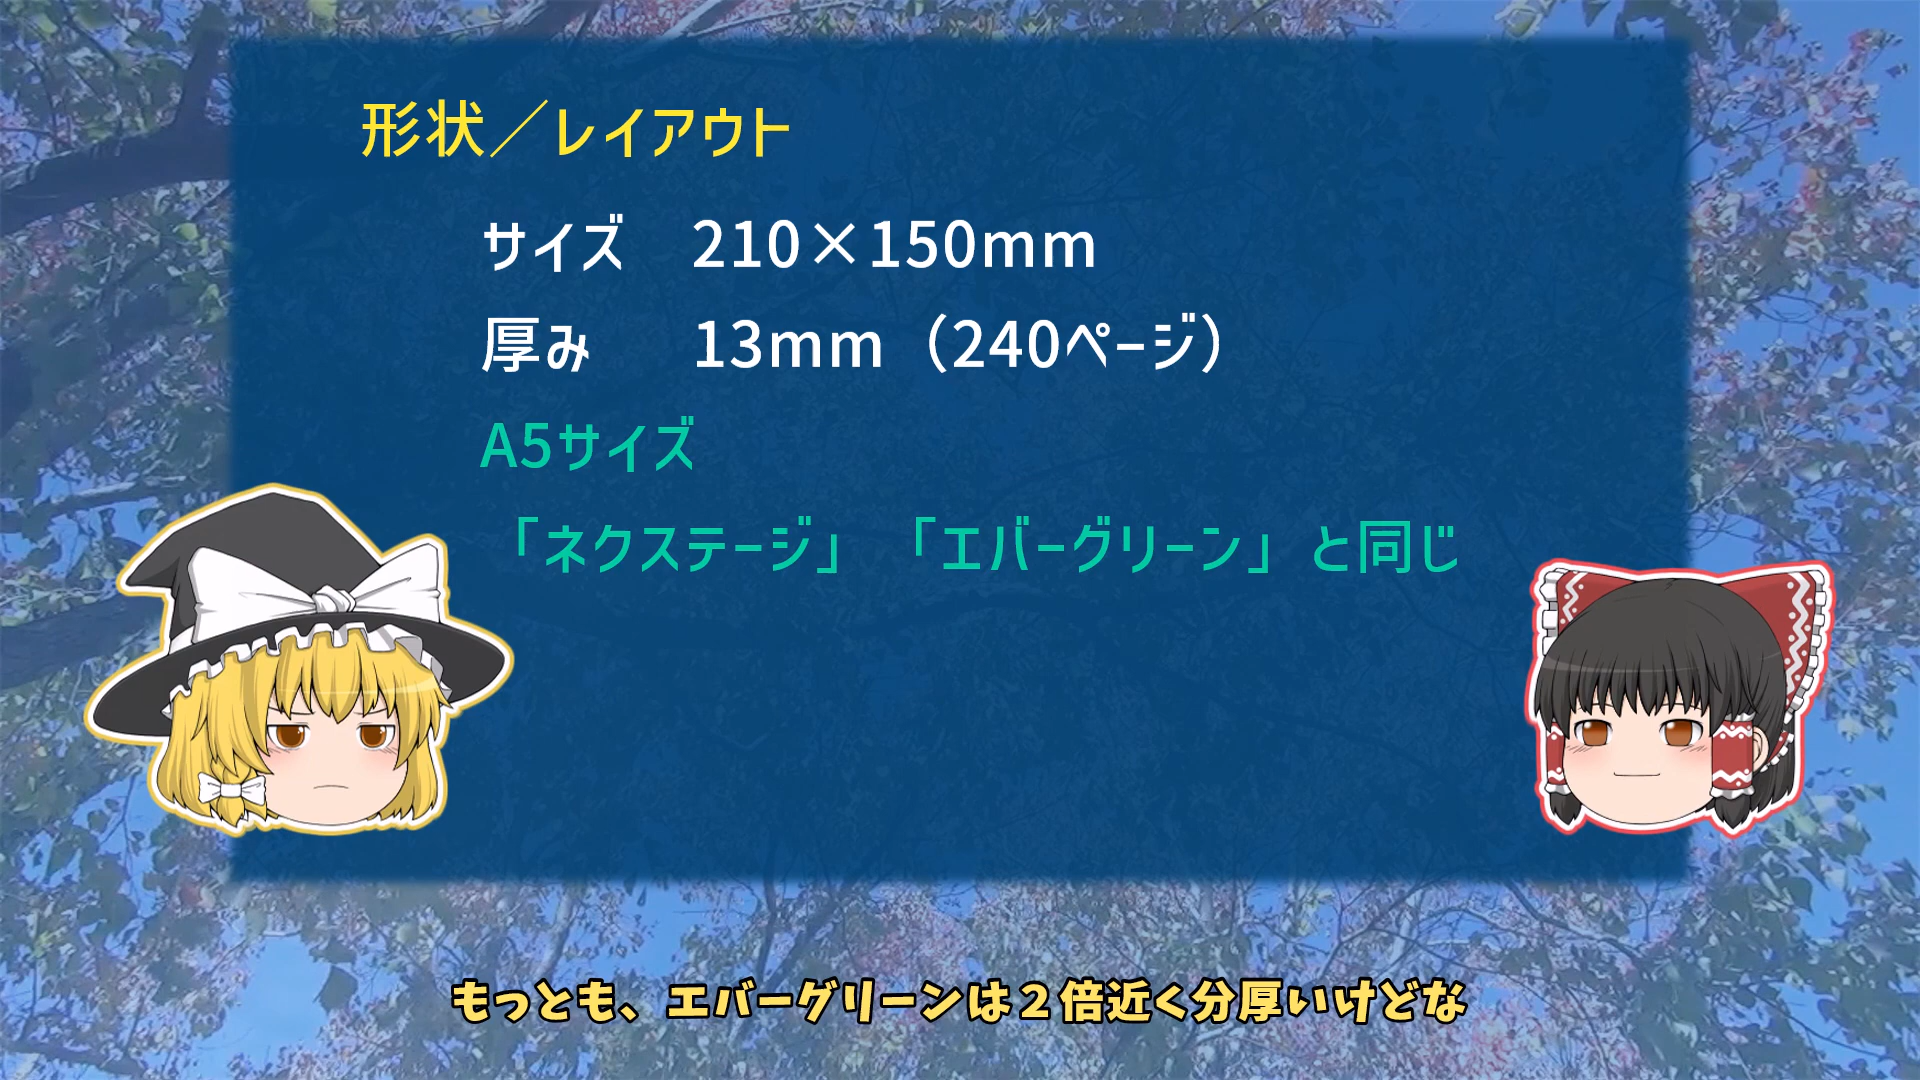 形状／レイアウト
サイズ　210×150mm
厚み　13mm（240ページ）
A5サイズ
「ネクステージ」「エバーグリーン」と同じ
もっとも、エバーグリーンは２倍近く分厚いけどな